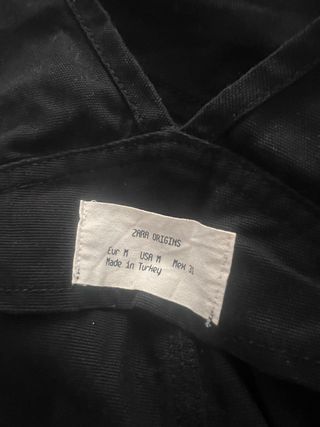 ZARA ORIGINS
Eur M USA M Mex 31
Made in Turkey